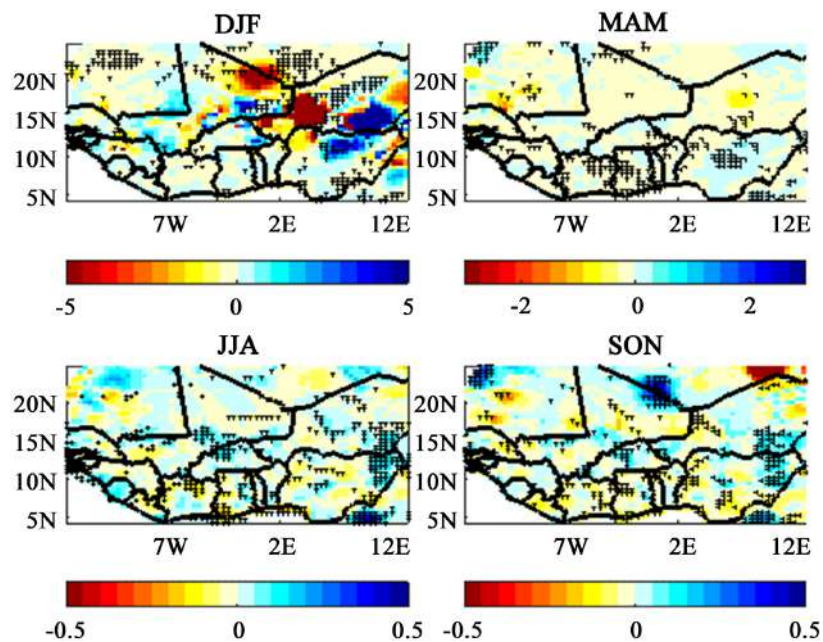 DJF MAM
20N 20N
15N 15N
10N 10N
5N 5N
7W 2E 12E 7W 2E 12E
-5 0 5 -2 0 2
JJA SON
20N 20N
15N 15N
10N 10N
5N 5N
7W 2E 12E 7W 2E 12E
-0.5 0 0.5 -0.5 0 0.5